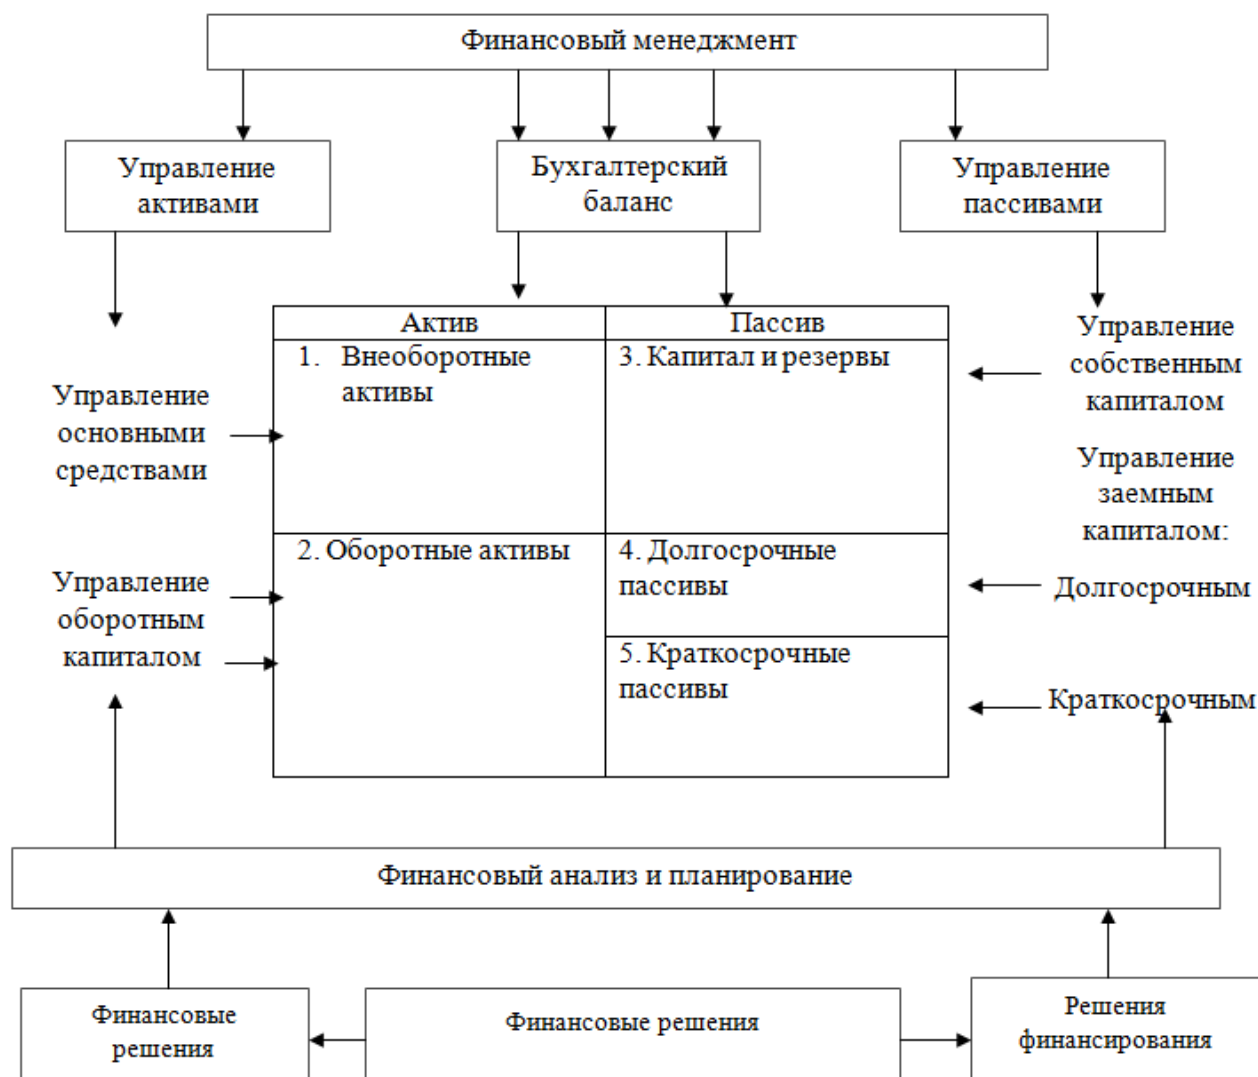 Финансовый менеджмент
Управление
активами
Бухгалтерский
баланс
Управление
пассивами
Актив
Пассив
1. Внеоборотные
активы
3. Капитал и резервы
2. Оборотные активы
4. Долгосрочные
пассивы
5. Краткосрочные
пассивы
Управление
основными
средствами
Управление
оборотным
капиталом
Управление
собственным
капиталом
Управление
заемным
капиталом:
Долгосрочным
Краткосрочным
Финансовый анализ и планирование
Финансовые
решения
Финансовые решения
Решения
финансирования